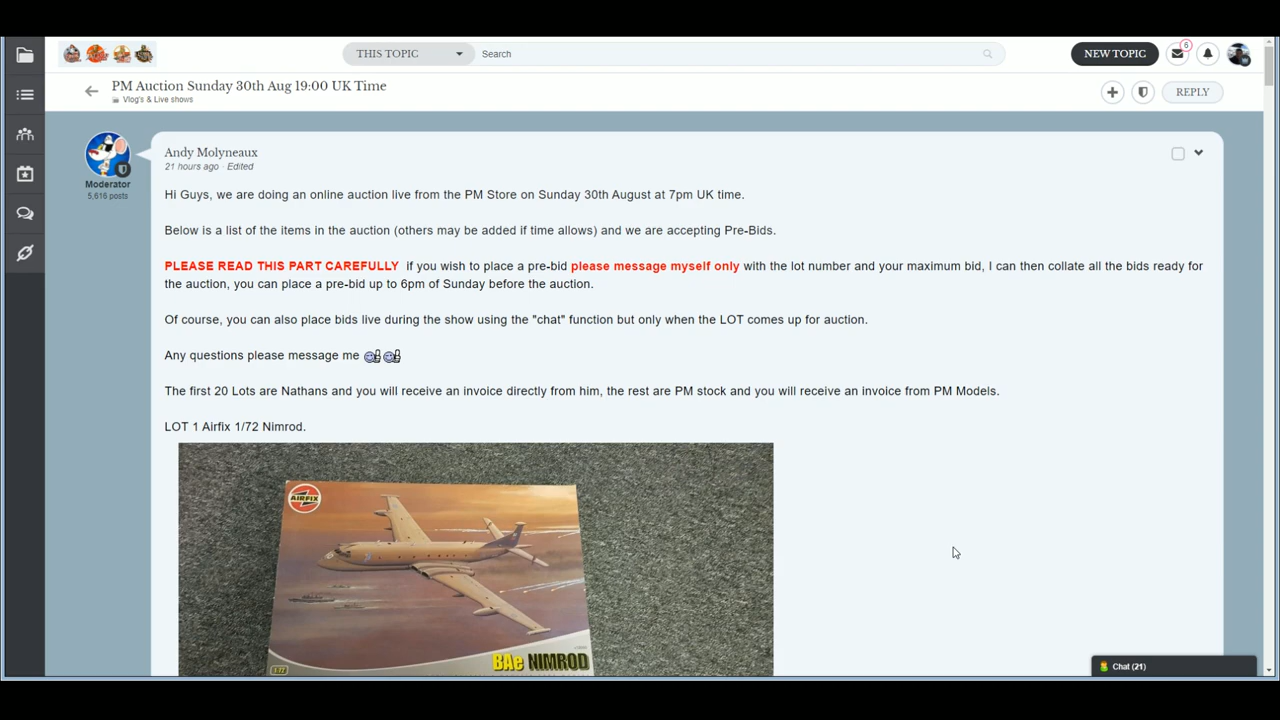 THIS TOPIC
Search
NEW TOPIC
6
PM Auction Sunday 30th Aug 19:00 UK Time
Vlog's & Live shows
REPLY
Andy Molyneaux
21 hours ago · Edited
Moderator
5,616 posts
Hi Guys, we are doing an online auction live from the PM Store on Sunday 30th August at 7pm UK time.
Below is a list of the items in the auction (others may be added if time allows) and we are accepting Pre-Bids.
PLEASE READ THIS PART CAREFULLY if you wish to place a pre-bid please message myself only with the lot number and your maximum bid, I can then collate all the bids ready for
the auction, you can place a pre-bid up to 6pm of Sunday before the auction.
Of course, you can also place bids live during the show using the "chat" function but only when the LOT comes up for auction.
Any questions please message me
The first 20 Lots are Nathans and you will receive an invoice directly from him, the rest are PM stock and you will receive an invoice from PM Models.
LOT 1 Airfix 1/72 Nimrod.
AIRFIX
BAe NIMROD
1:72
Chat (21)